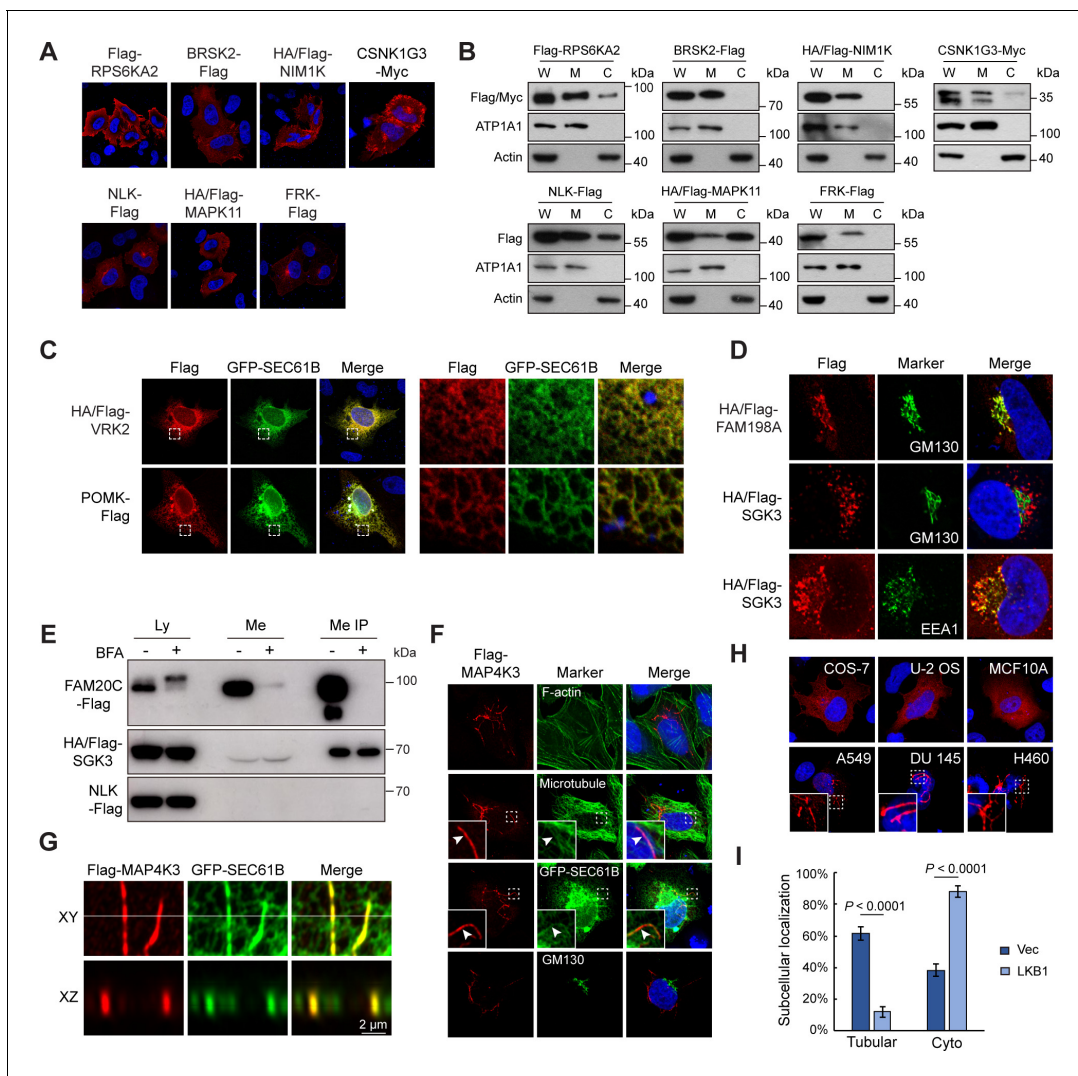 A
Flag-
RPS6KA2
BRSK2-
Flag
HA/Flag-
NIM1K
CSNK1G3
-Myc
NLK-
Flag
HA/Flag-
MAPK11
FRK-
Flag
B
Flag-RPS6KA2
BRSK2-Flag
HA/Flag-NIM1K
CSNK1G3-Myc
W M C kDa
W M C kDa
W M C kDa
W M C kDa
Flag/Myc
100
70
55
35
ATP1A1
100
100
100
100
Actin
40
40
40
40
NLK-Flag
HA/Flag-MAPK11
FRK-Flag
W M C kDa
W M C kDa
W M C kDa
Flag
55
40
55
ATP1A1
100
100
100
Actin
40
40
40
C
Flag GFP-SEC61B Merge
Flag GFP-SEC61B Merge
HA/Flag-
VRK2
POMK-
Flag
D
Flag Marker Merge
HA/Flag-
FAM198A
GM130
HA/Flag-
SGK3
GM130
HA/Flag-
SGK3
EEA1
E
Ly Me Me IP
BFA - + - + - + kDa
FAM20C
-Flag
100
HA/Flag-
SGK3
70
NLK
-Flag
70
F
Flag-
MAP4K3
Marker
Merge
F-actin
Microtubule
GFP-SEC61B
GM130
G
Flag-MAP4K3 GFP-SEC61B Merge
XY
XZ
2 µm
H
COS-7
U-2 OS
MCF10A
A549
DU 145
H460
I
Subcellular localization
100%
80%
60%
40%
20%
0%
P < 0.0001
P < 0.0001
Tubular
Cyto
Vec
LKB1